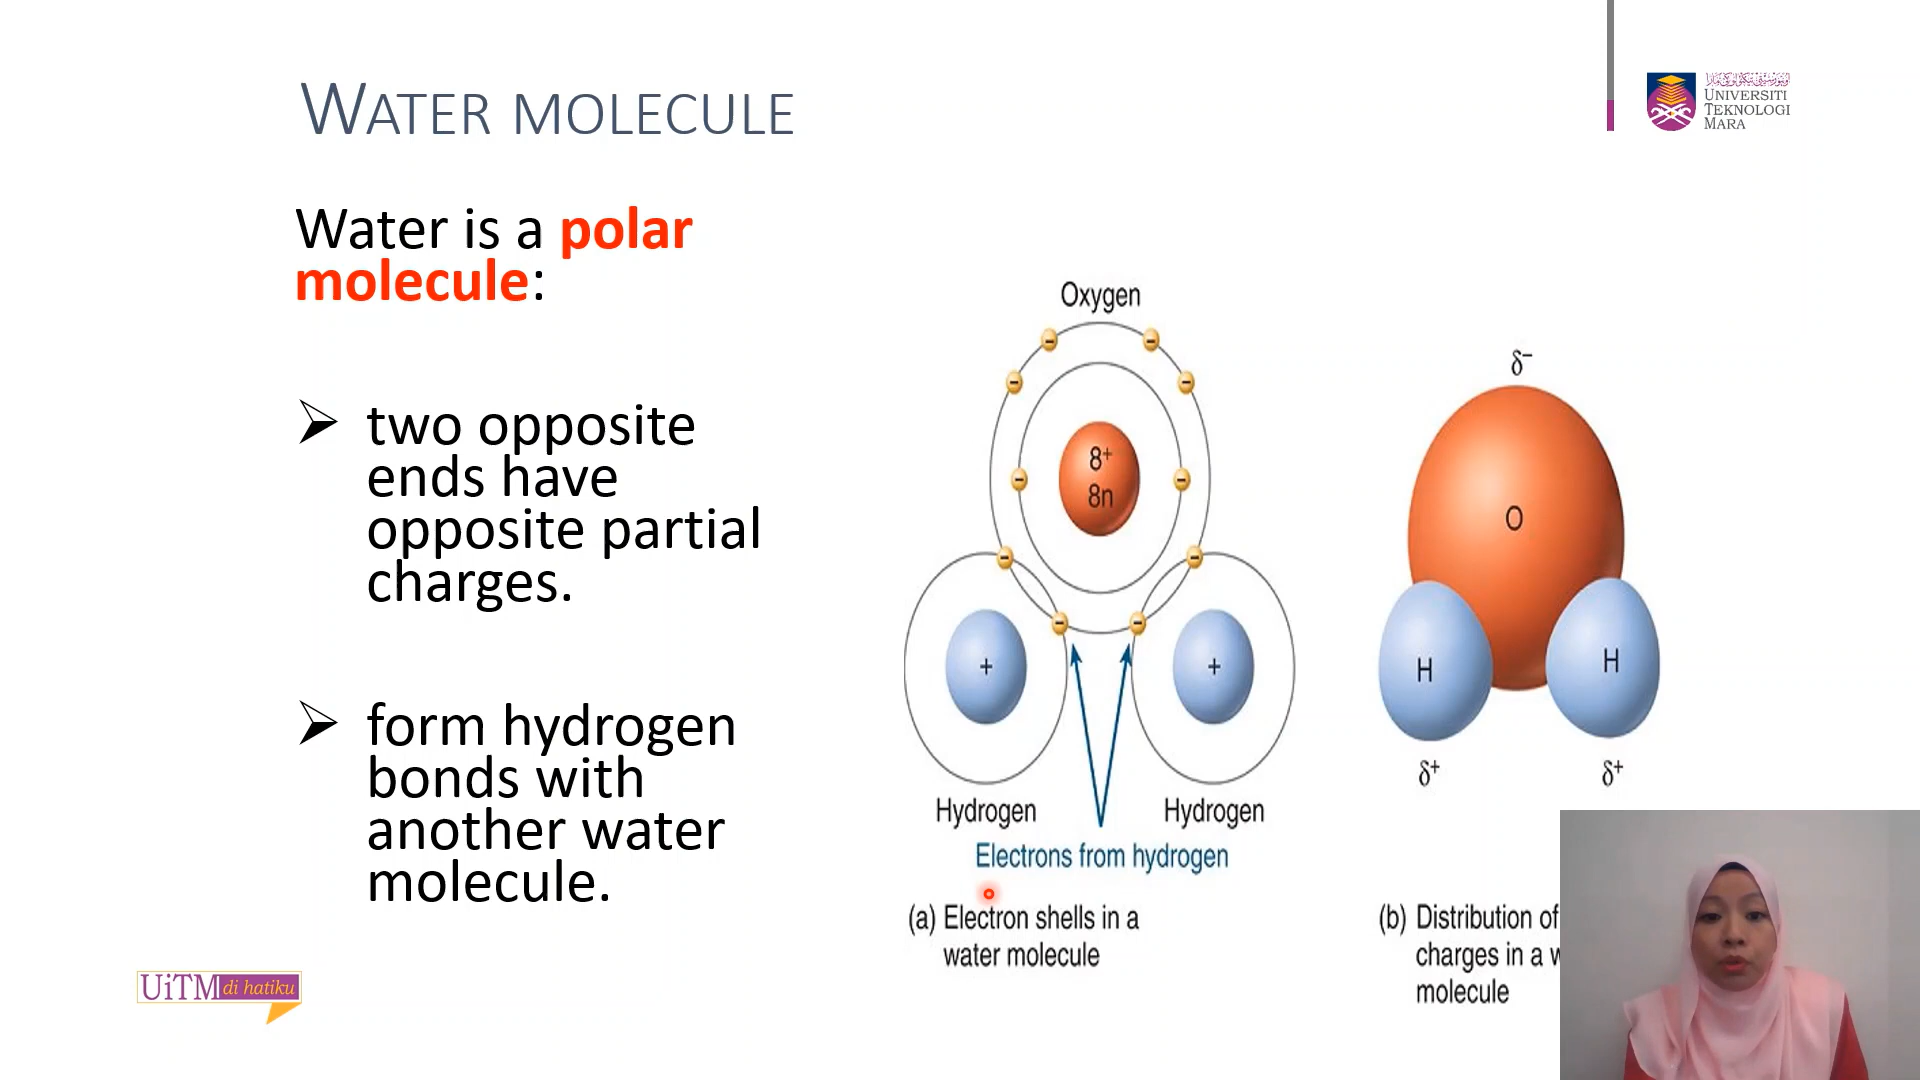 WATER MOLECULE
UNIVERSITI
TEKNOLOGI
MARA
Water is a polar
molecule:
➢ two opposite
ends have
opposite partial
charges.
➢ form hydrogen
bonds with
another water
molecule.
Oxygen
8+
8n
+
+
Hydrogen
Hydrogen
Electrons from hydrogen
(a) Electron shells in a
water molecule
δ−
O
H
H
δ+
δ+
(b) Distribution of
charges in a
molecule
UiTM di hatiku